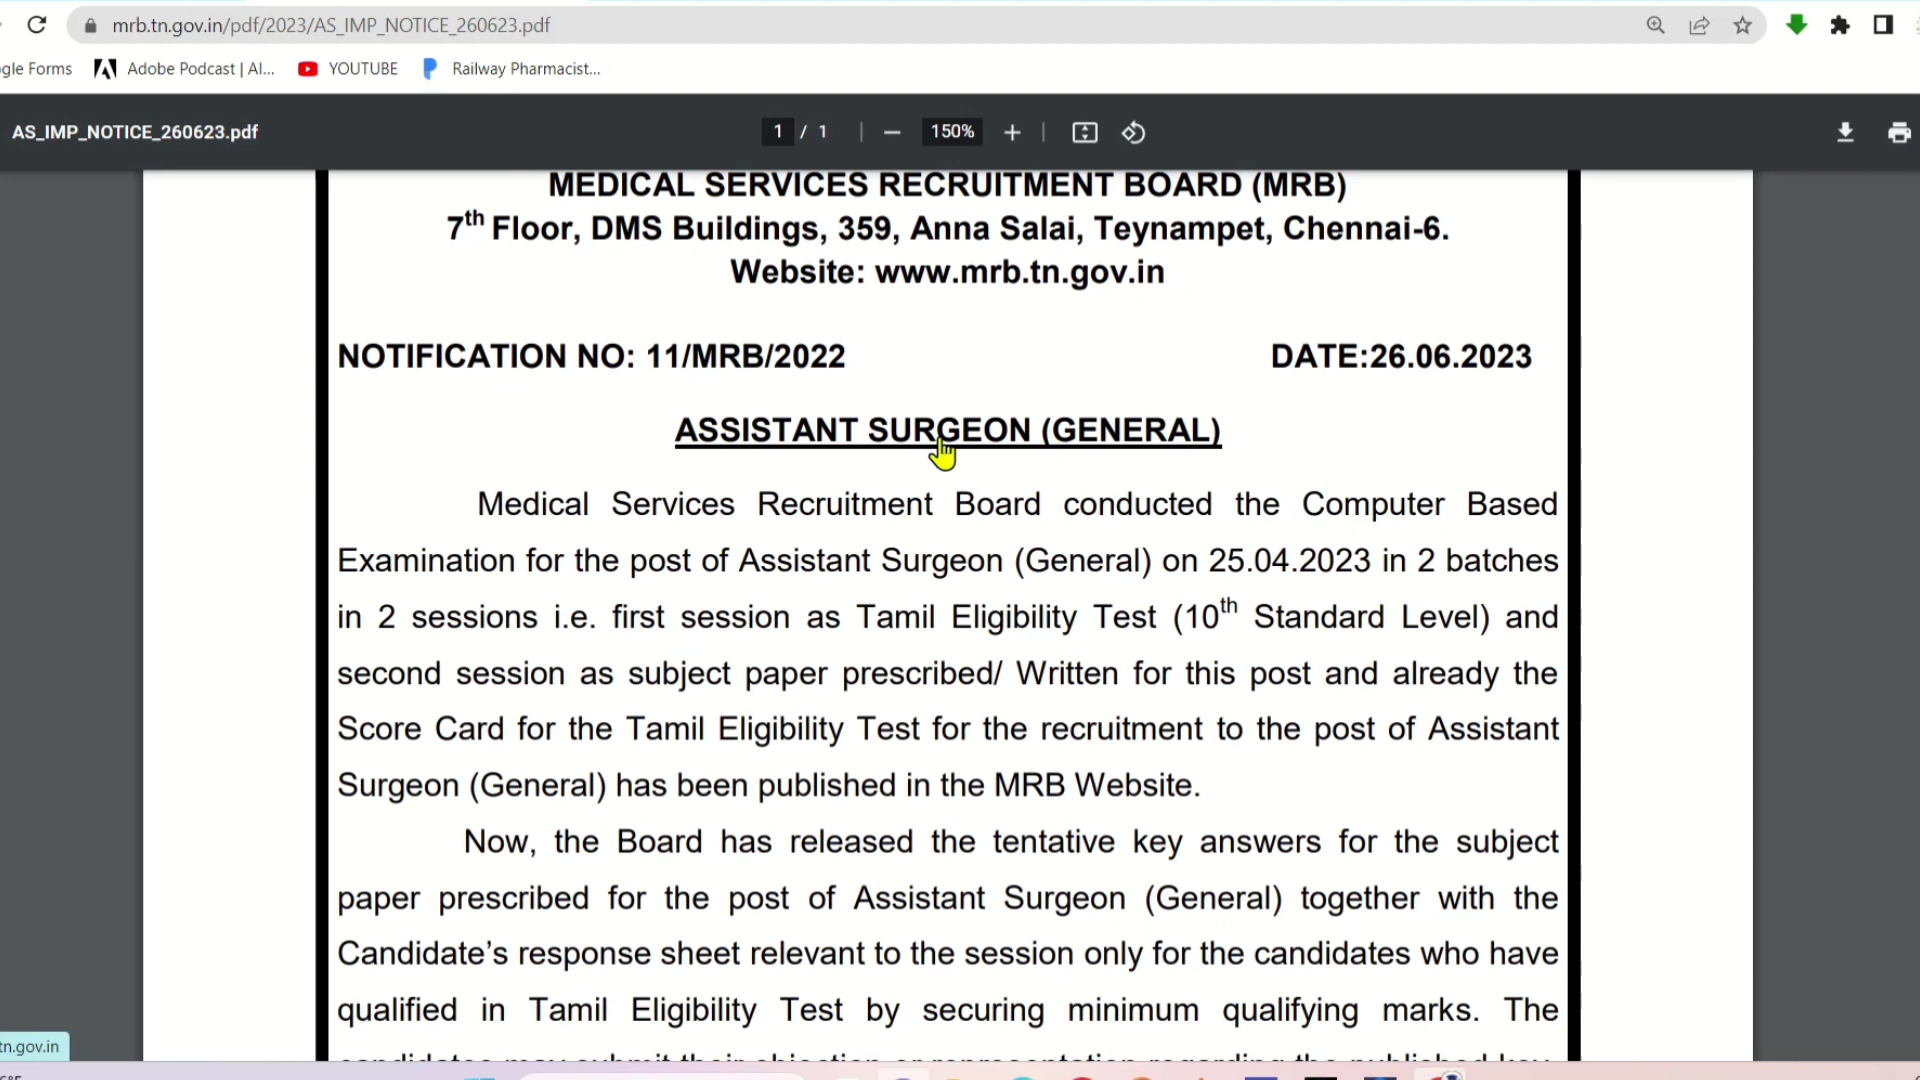 mrb.tn.gov.in/pdf/2023/AS_IMP_NOTICE_260623.pdf
gle Forms Adobe Podcast | AI... YOUTUBE Railway Pharmacist...
AS_IMP_NOTICE_260623.pdf 1 / 1 150%
MEDICAL SERVICES RECRUITMENT BOARD (MRB)
7th Floor, DMS Buildings, 359, Anna Salai, Teynampet, Chennai-6.
Website: www.mrb.tn.gov.in
NOTIFICATION NO: 11/MRB/2022 DATE:26.06.2023
ASSISTANT SURGEON (GENERAL)
Medical Services Recruitment Board conducted the Computer Based
Examination for the post of Assistant Surgeon (General) on 25.04.2023 in 2 batches
in 2 sessions i.e. first session as Tamil Eligibility Test (10th Standard Level) and
second session as subject paper prescribed/ Written for this post and already the
Score Card for the Tamil Eligibility Test for the recruitment to the post of Assistant
Surgeon (General) has been published in the MRB Website.
Now, the Board has released the tentative key answers for the subject
paper prescribed for the post of Assistant Surgeon (General) together with the
Candidate’s response sheet relevant to the session only for the candidates who have
qualified in Tamil Eligibility Test by securing minimum qualifying marks. The
tn.gov.in